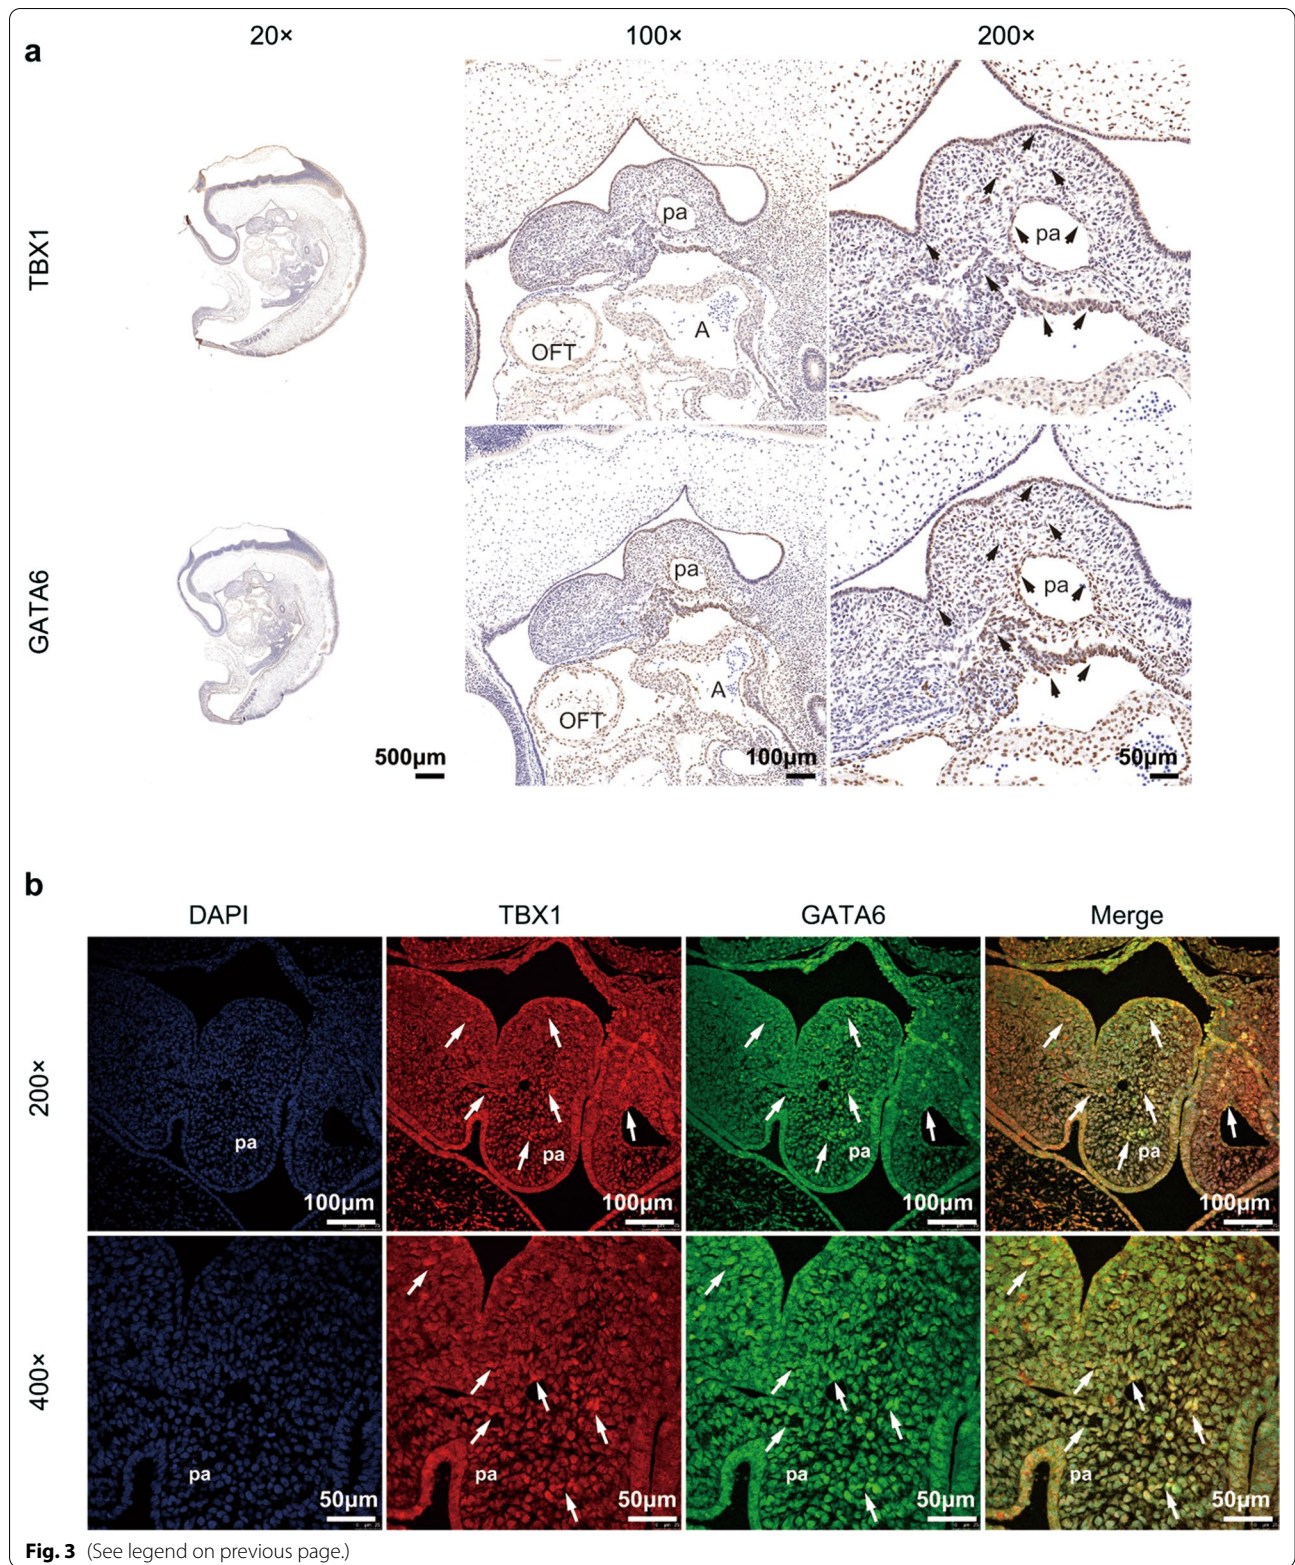 a
20× 100× 200×
TBX1
pa
OFT
A
pa
GATA6
pa
OFT
A
pa
500µm
100µm
50µm
b
DAPI TBX1 GATA6 Merge
200×
pa
100µm
pa
100µm
pa
100µm
pa
100µm
400×
pa
50µm
pa
50µm
pa
50µm
pa
50µm
Fig. 3 (See legend on previous page.)